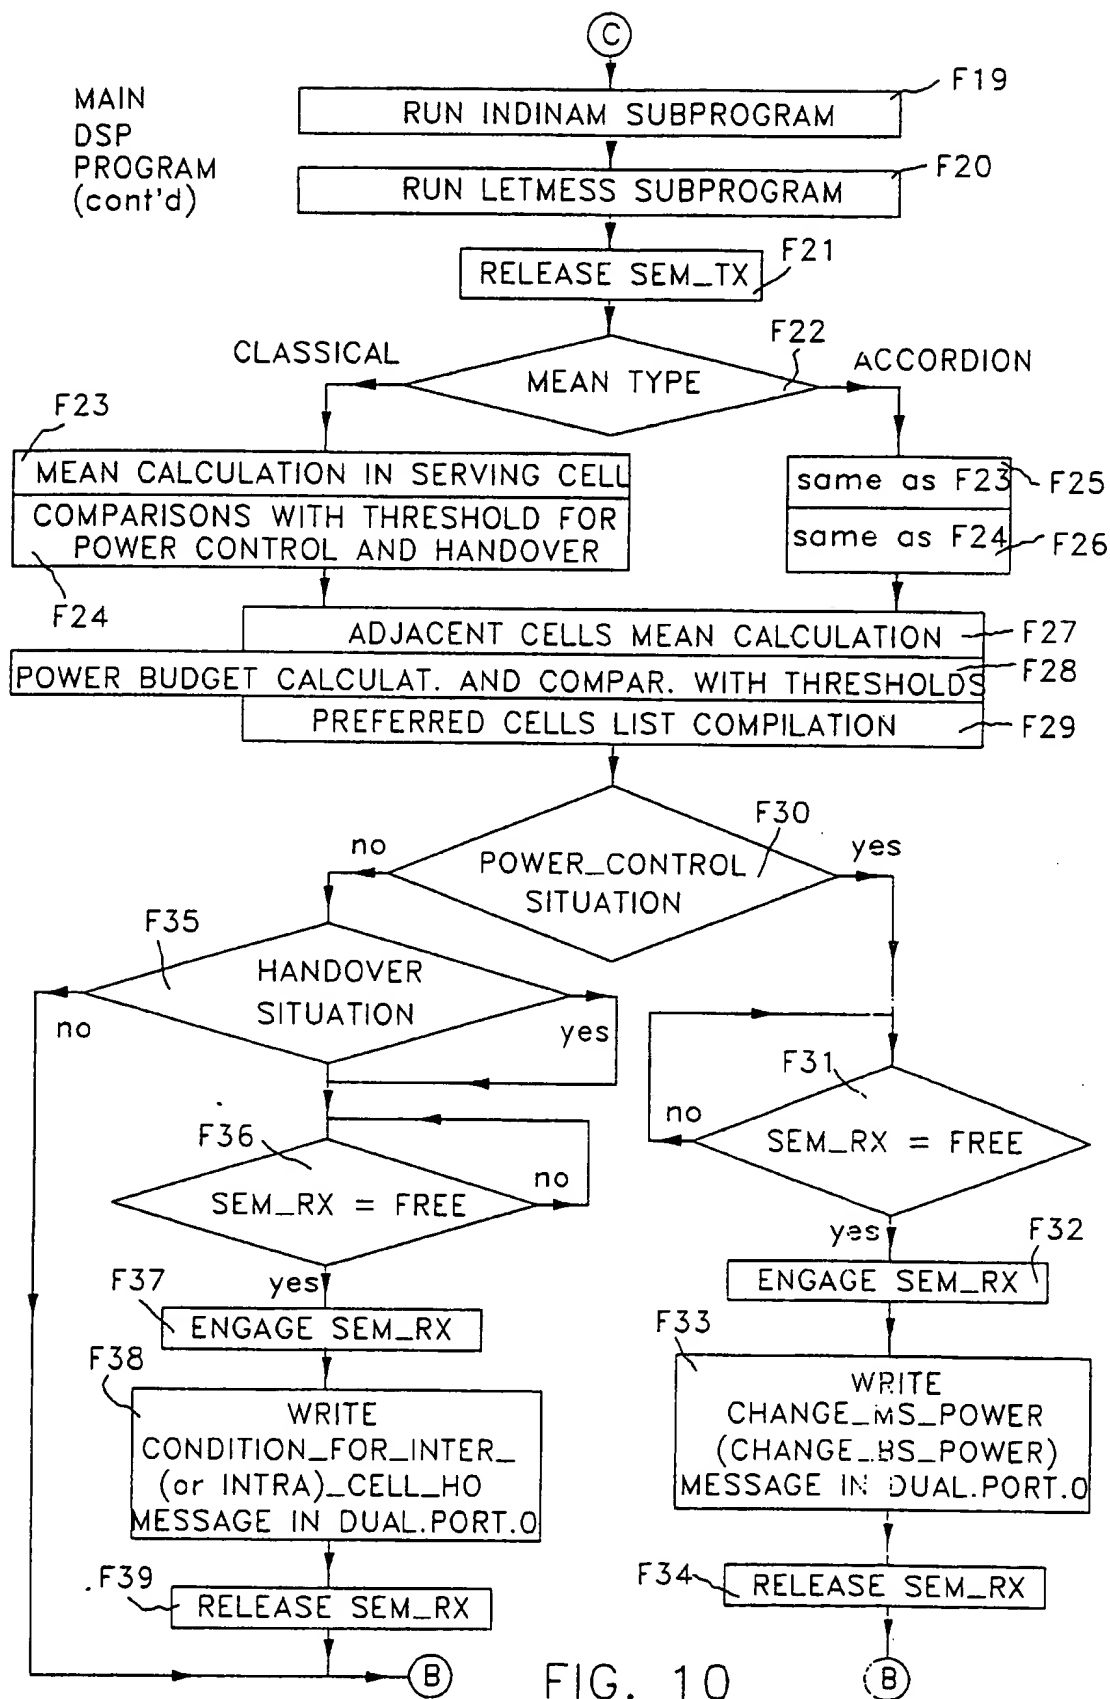 C
MAIN
DSP
PROGRAM
(cont'd)
RUN INDINAM SUBPROGRAM
F19
RUN LETMESS SUBPROGRAM
F20
RELEASE SEM_TX
F21
CLASSICAL
MEAN TYPE
F22
ACCORDION
F23
MEAN CALCULATION IN SERVING CELL
COMPARISONS WITH THRESHOLD FOR
POWER CONTROL AND HANDOVER
F24
same as F23
F25
same as F24
F26
ADJACENT CELLS MEAN CALCULATION
F27
POWER BUDGET CALCULAT. AND COMPAR. WITH THRESHOLDS
F28
PREFERRED CELLS LIST COMPILATION
F29
no
POWER_CONTROL
SITUATION
F30
yes
F35
HANDOVER
SITUATION
no
yes
F31
no
SEM_RX = FREE
yes
F36
SEM_RX = FREE
no
yes
F32
ENGAGE SEM_RX
F37
ENGAGE SEM_RX
F33
WRITE
CHANGE_MS_POWER
(CHANGE_BS_POWER)
MESSAGE IN DUAL.PORT.0
F38
WRITE
CONDITION_FOR_INTER_
(or INTRA)_CELL_HO
MESSAGE IN DUAL.PORT.0
F39
RELEASE SEM_RX
F34
RELEASE SEM_RX
B
FIG. 10
B